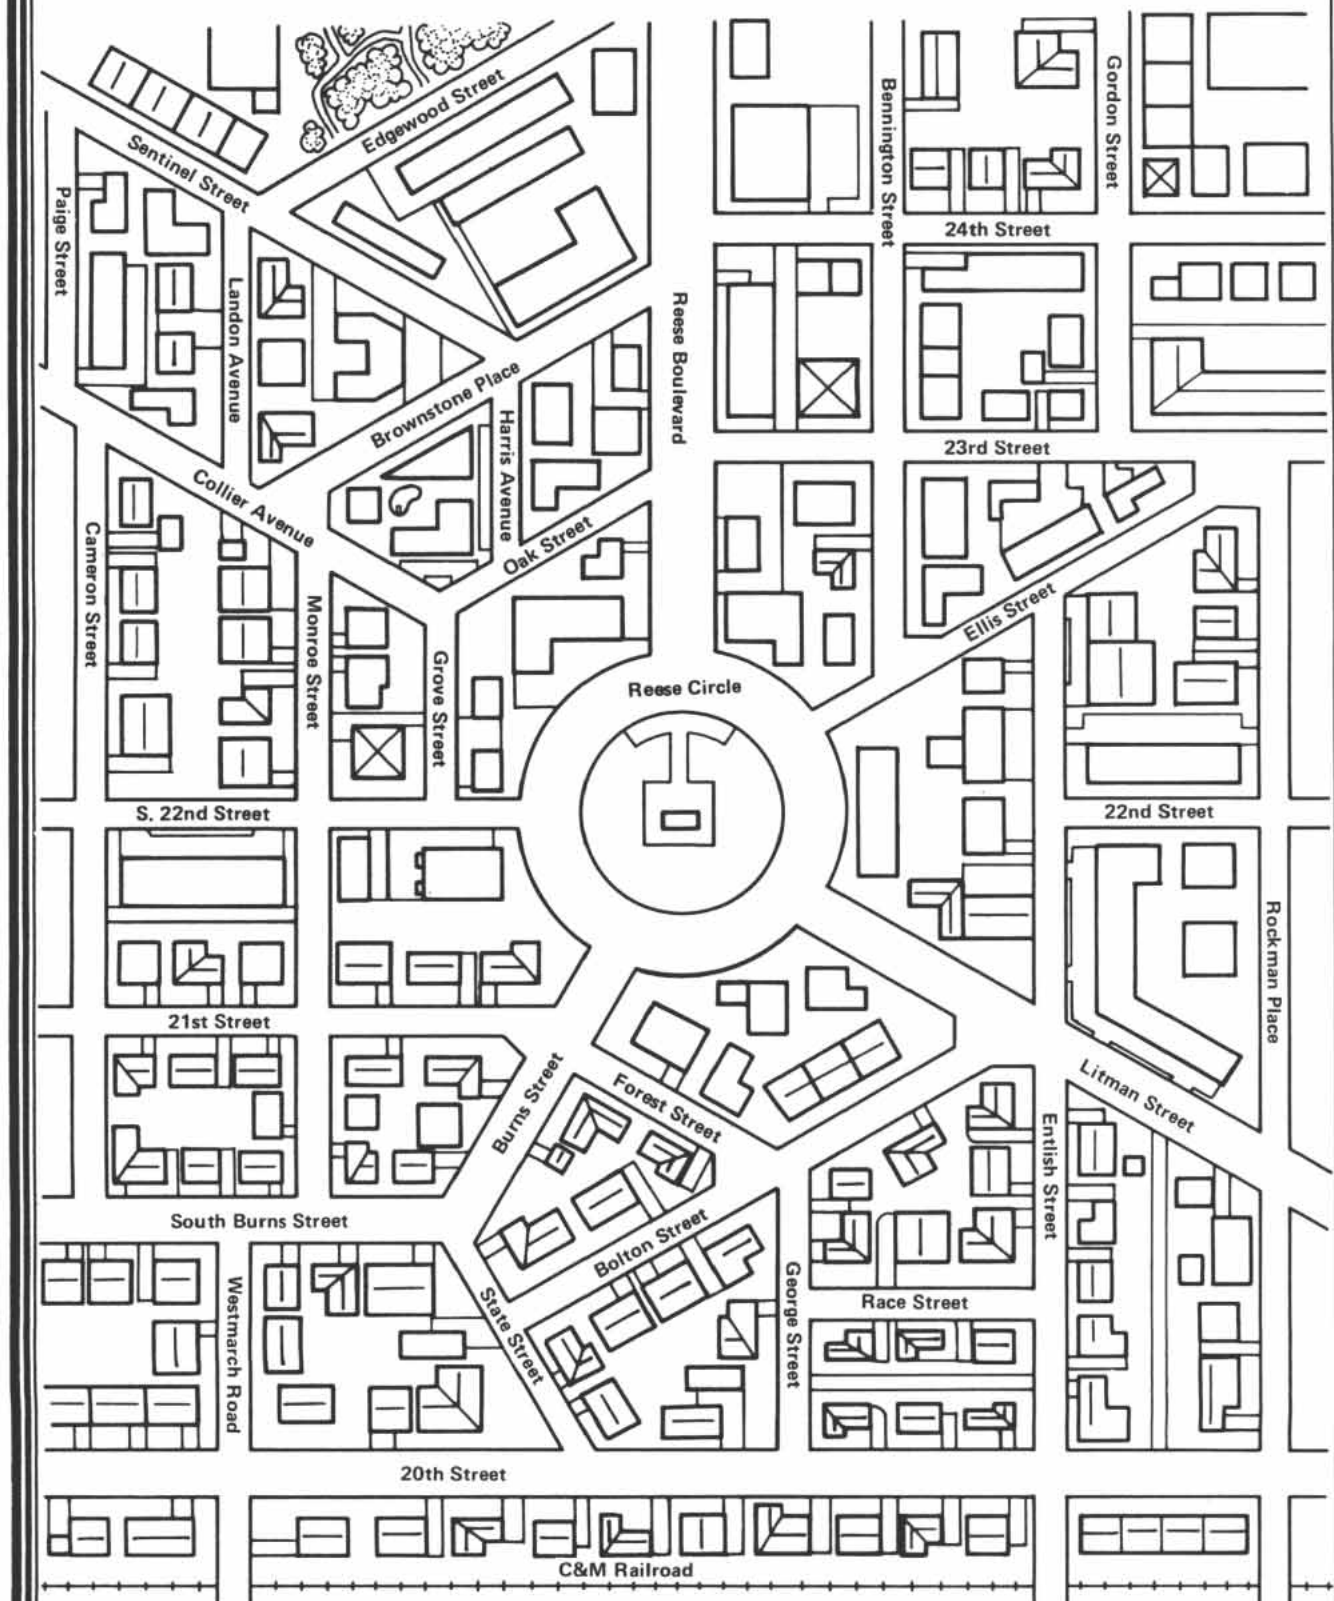 Edgewood Street
Sentinel Street
Bennington Street
Gordon Street
24th Street
Paige Street
Landon Avenue
Reese Boulevard
Brownstone Place
Harris Avenue
23rd Street
Collier Avenue
Cameron Street
Oak Street
Ellis Street
Monroe Street
Grove Street
Reese Circle
S. 22nd Street
22nd Street
Rockman Place
21st Street
Burns Street
Forest Street
Litman Street
Entlish Street
South Burns Street
Bolton Street
Westmarch Road
State Street
George Street
Race Street
20th Street
C&M Railroad